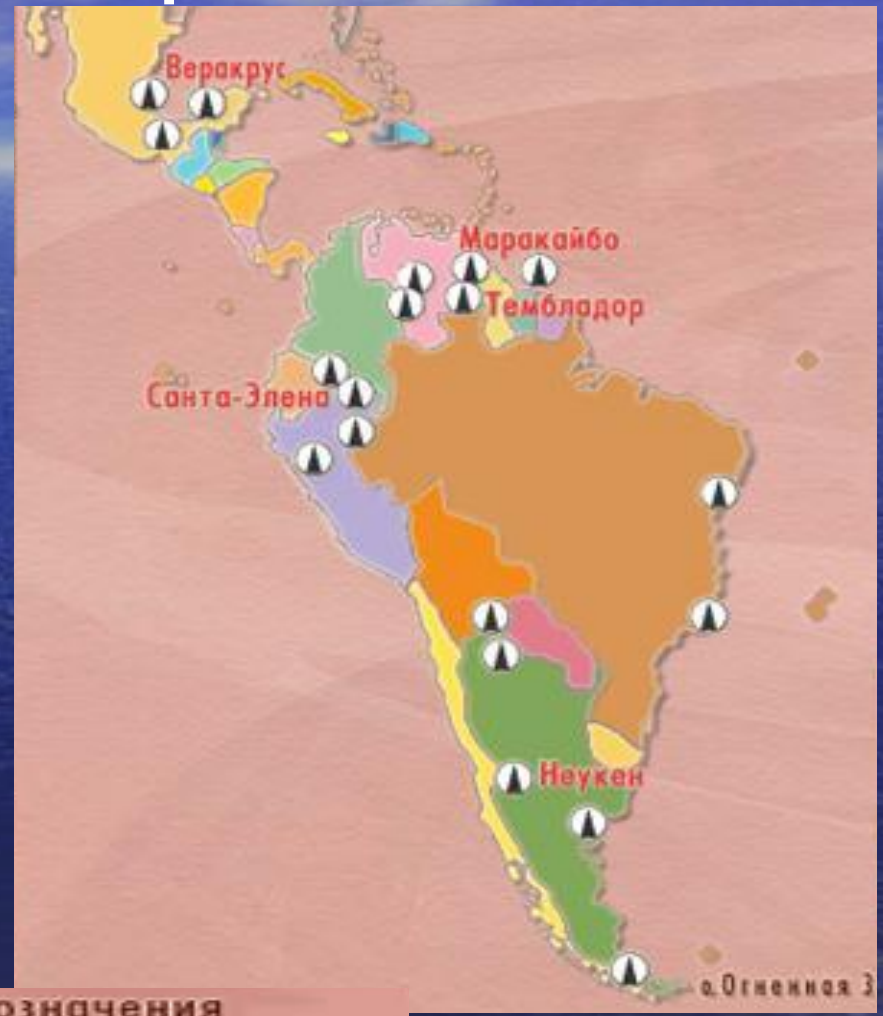 Веракрус
Маракайбо
Тембладор
Санта-Элена
Неукен
о. Огненная З
означения